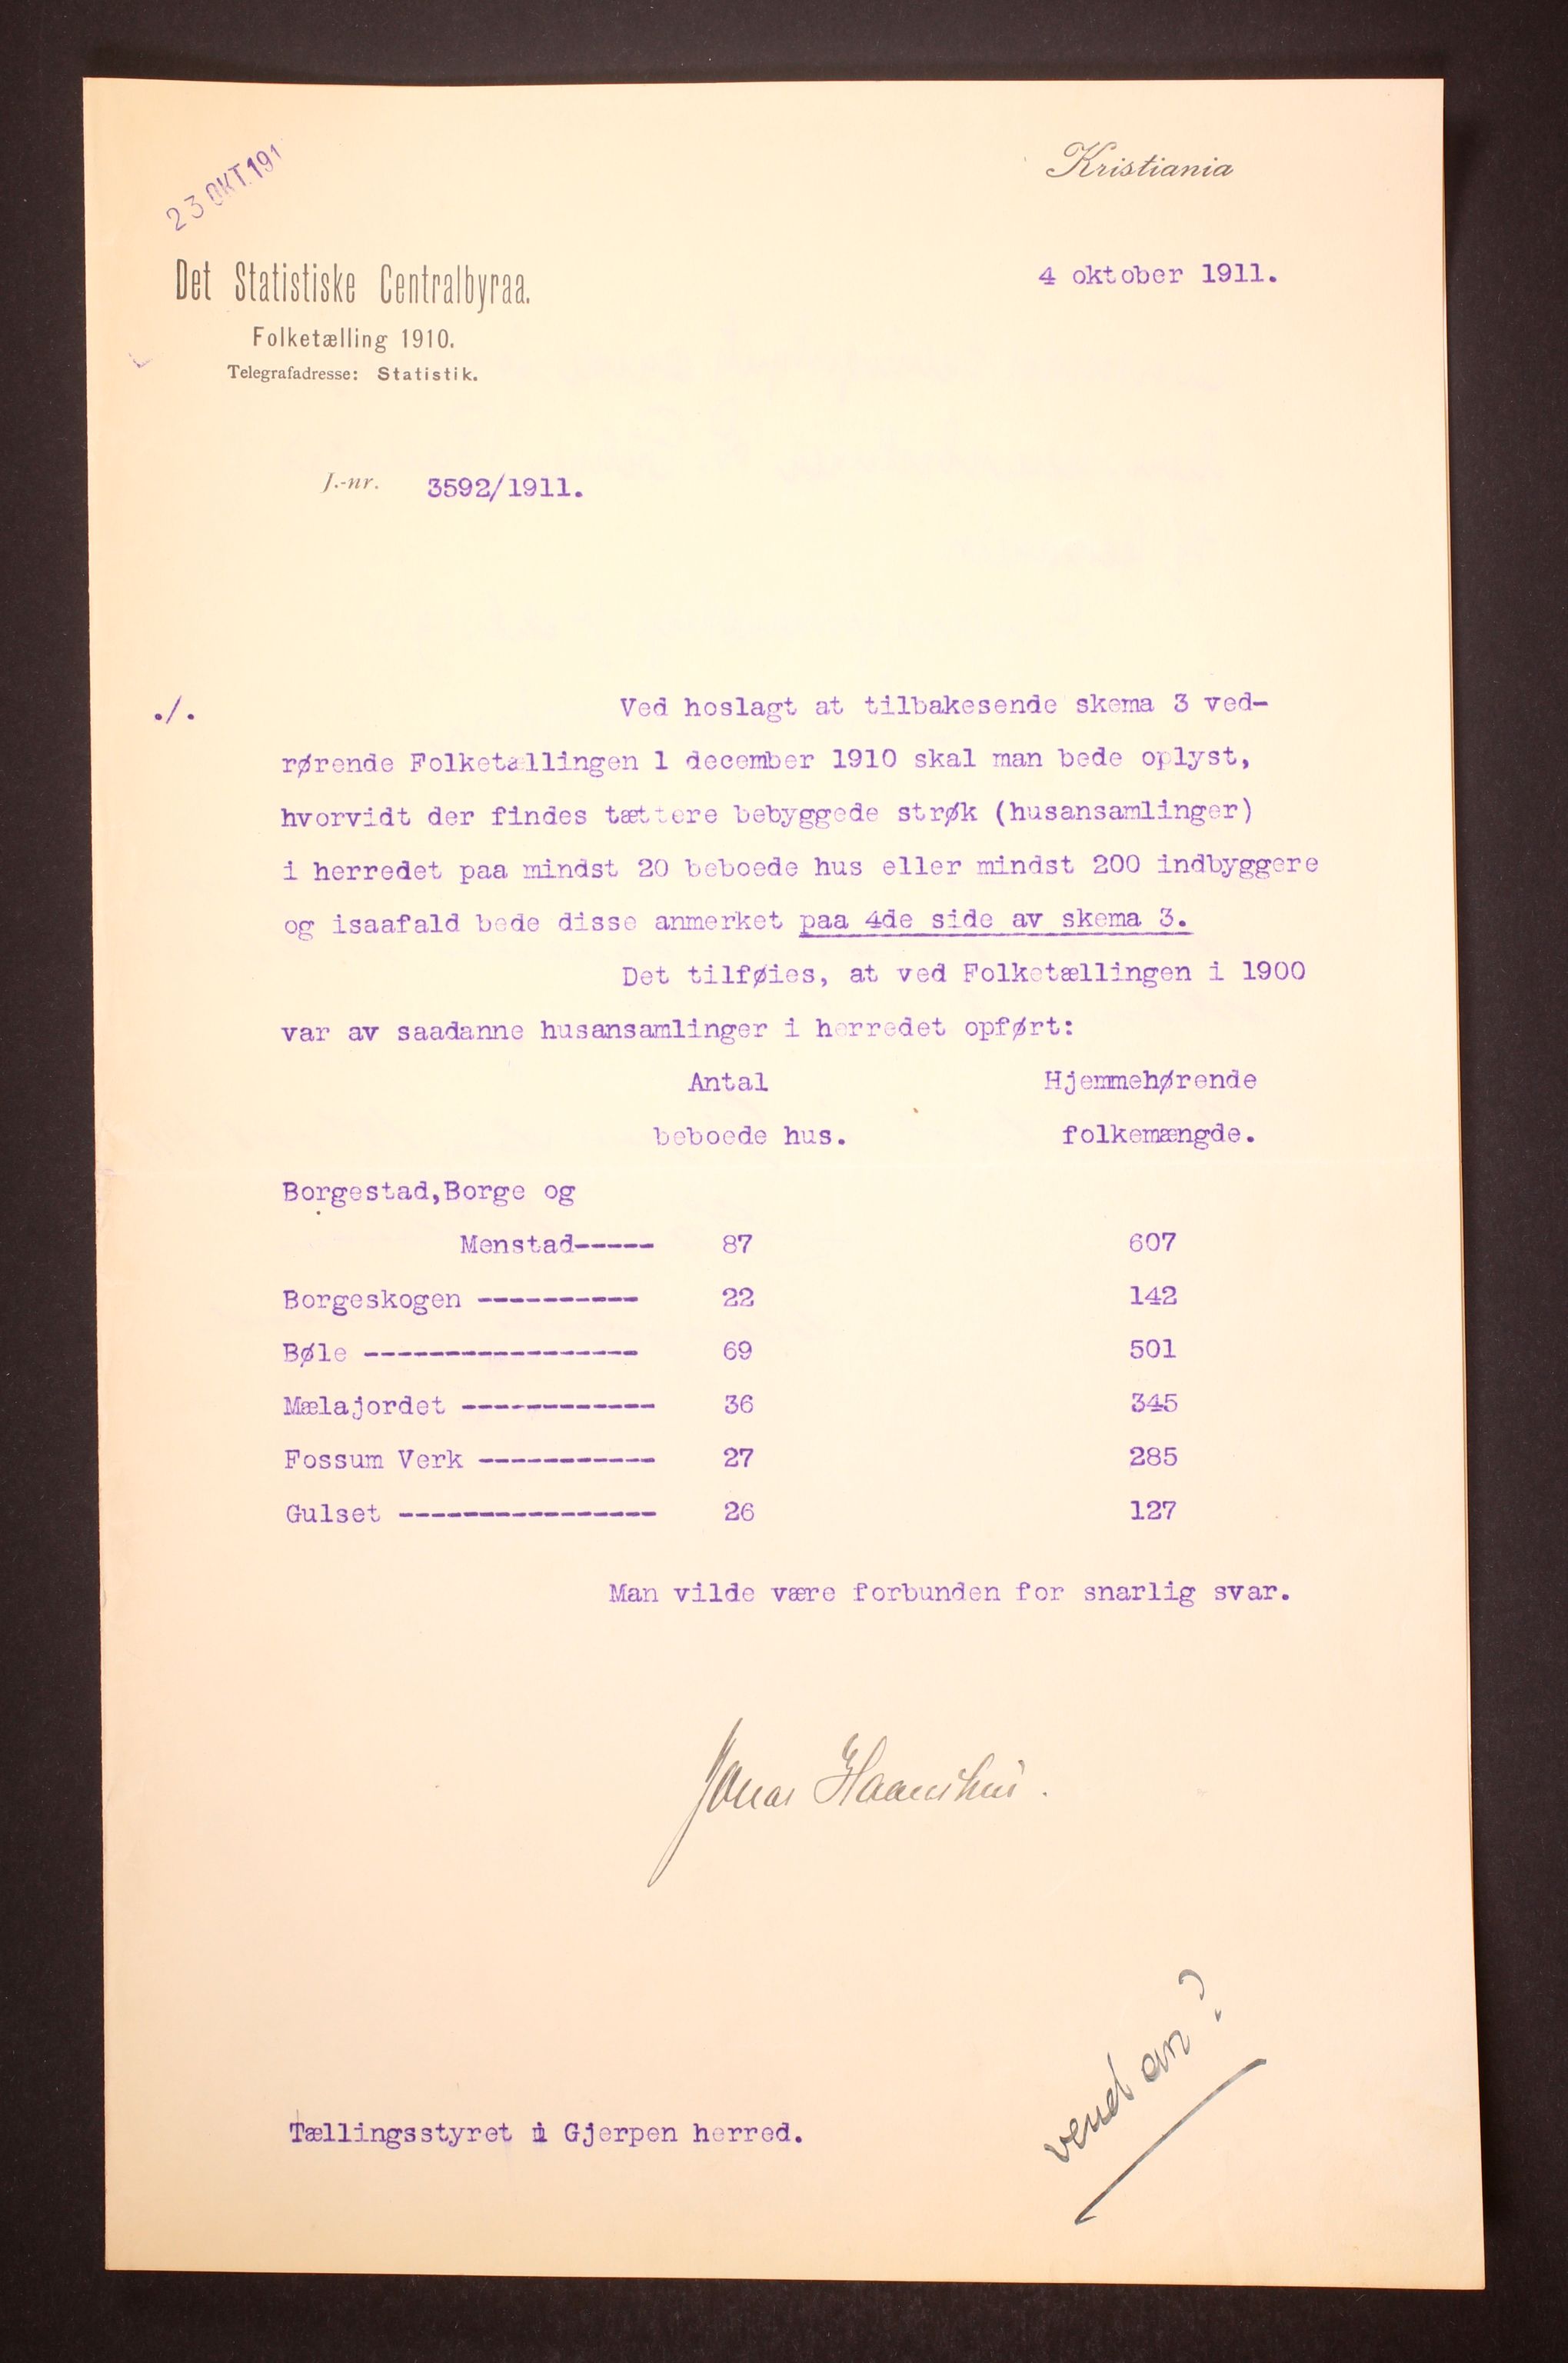 23 OKT. 191
Kristiania
4 oktober 1911.
Det Statistiske Centralbyraa.
Folketælling 1910.
Telegrafadresse: Statistik.
J.-nr. 3592/1911.
./. Ved hoslagt at tilbakesende skema 3 ved-
rørende Folketællingen 1 december 1910 skal man bede oplyst,
hvorvidt der findes tættere bebyggede strøk (husansamlinger)
i herredet paa mindst 20 beboede hus eller mindst 200 indbyggere
og isaafald bede disse anmerket paa 4de side av skema 3.
Det tilføies, at ved Folketællingen i 1900
var av saadanne husansamlinger i herredet opført:
Antal Hjemmehørende
beboede hus. folkemængde.
Borgestad,Borge og
Menstad----- 87 607
Borgeskogen ---------- 22 142
Bøle ----------------- 69 501
Mælajordet ------------ 36 345
Fossum Verk ----------- 27 285
Gulset ---------------- 26 127
Man vilde være forbunden for snarlig svar.
Jonas Haanshus.
vend om?
Tællingsstyret i Gjerpen herred.